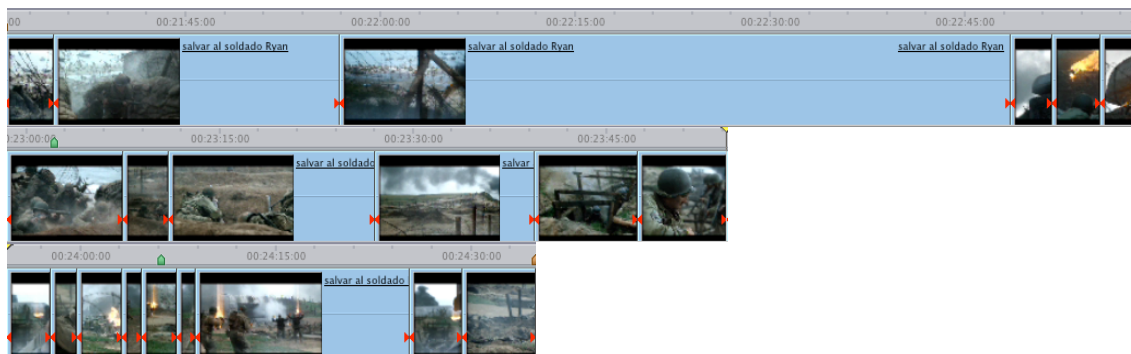 00
00:21:45:00
00:22:00:00
00:22:15:00
00:22:30:00
00:22:45:00
salvar al soldado Ryan
salvar al soldado Ryan
salvar al soldado Ryan
:23:00:00
00:23:15:00
00:23:30:00
00:23:45:00
salvar al soldado
salvar
00:24:00:00
00:24:15:00
00:24:30:00
salvar al soldado